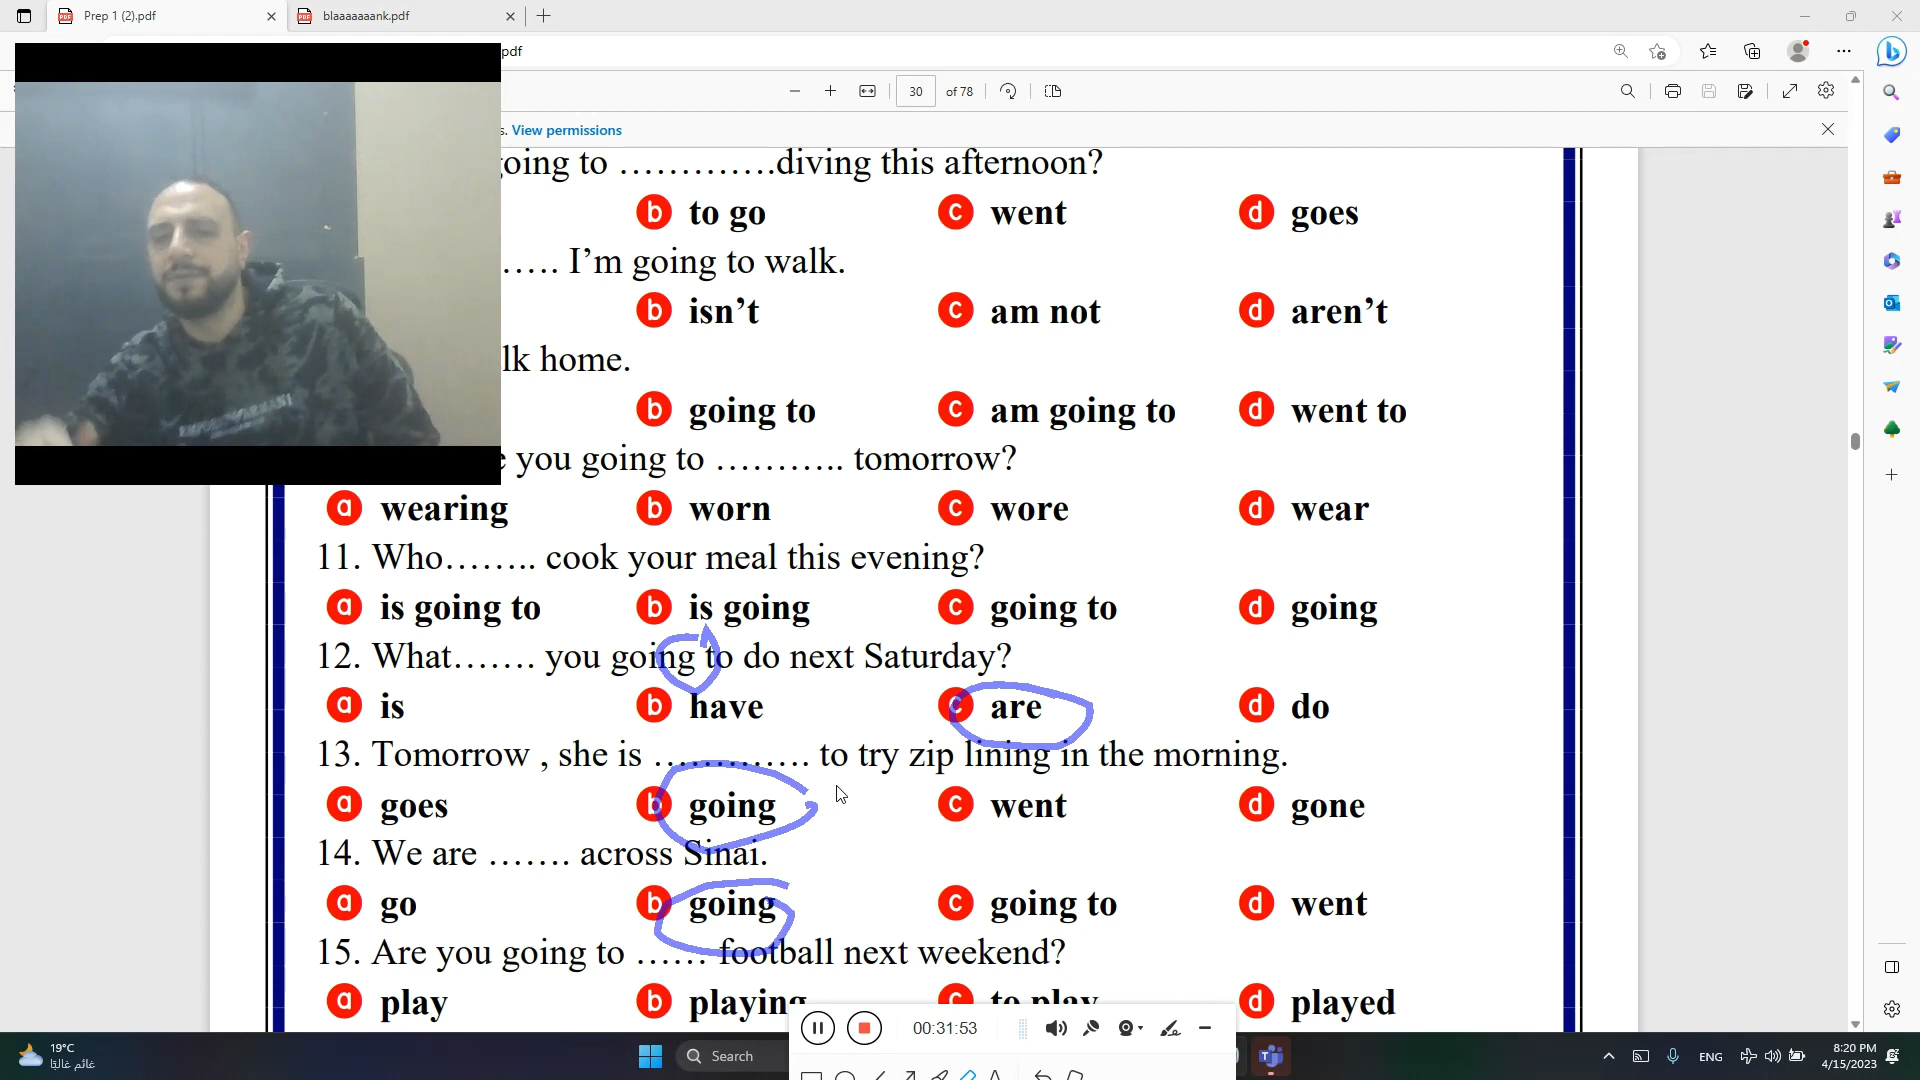 Prep 1 (2).pdf
blaaaaaaank.pdf
pdf
30 of 78
s. View permissions
going to ………….diving this afternoon?
b to go c went d goes
…. I’m going to walk.
b isn’t c am not d aren’t
lk home.
b going to c am going to d went to
e you going to ……….. tomorrow?
a wearing b worn c wore d wear
11. Who…….. cook your meal this evening?
a is going to b is going c going to d going
12. What……. you going to do next Saturday?
a is b have c are d do
13. Tomorrow , she is …………. to try zip lining in the morning.
a goes b going c went d gone
14. We are ……. across Sinai.
a go b going c going to d went
15. Are you going to …… football next weekend?
a play b playing c to play d played
00:31:53
19°C
غائم غالبًا
Search
ENG
8:20 PM
4/15/2023